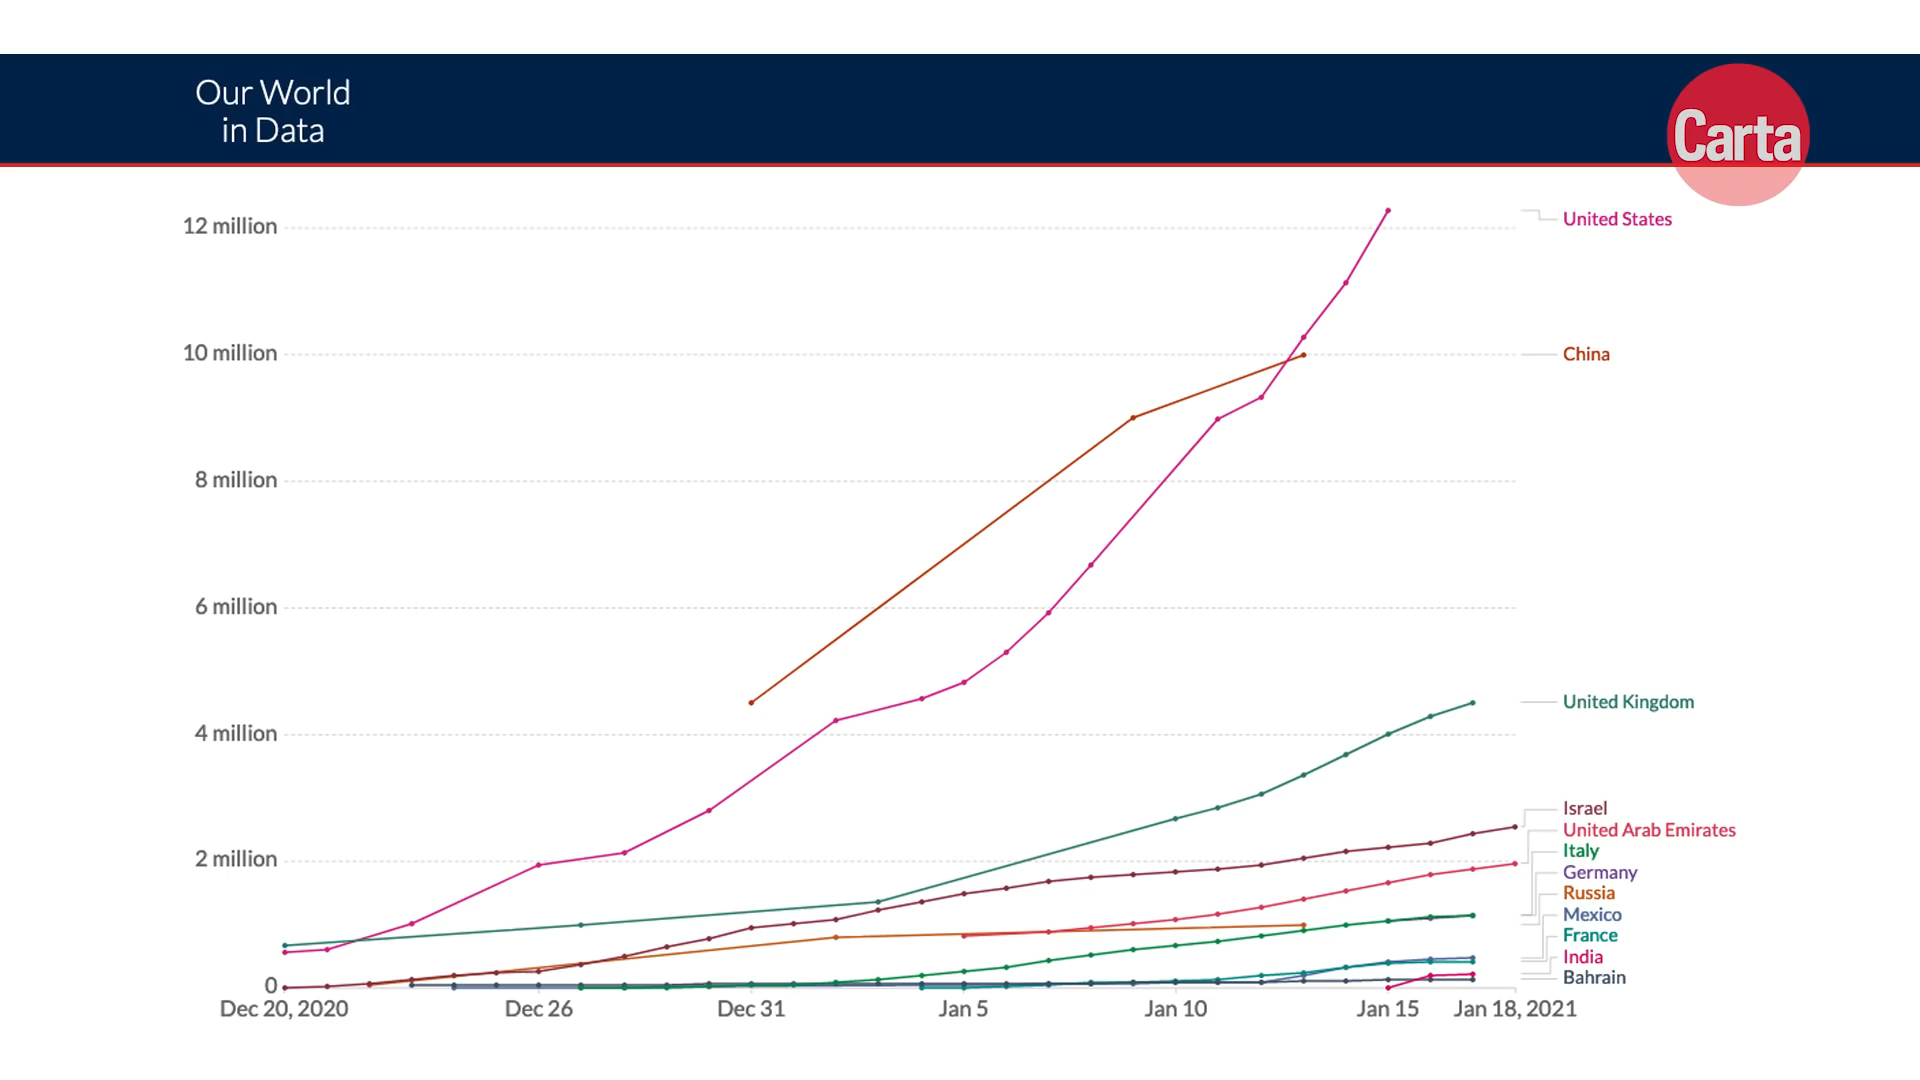 Our World
in Data
Carta
12 million
10 million
8 million
6 million
4 million
2 million
0
United States
China
United Kingdom
Israel
United Arab Emirates
Italy
Germany
Russia
Mexico
France
India
Bahrain
Dec 20, 2020 Dec 26 Dec 31 Jan 5 Jan 10 Jan 15 Jan 18, 2021